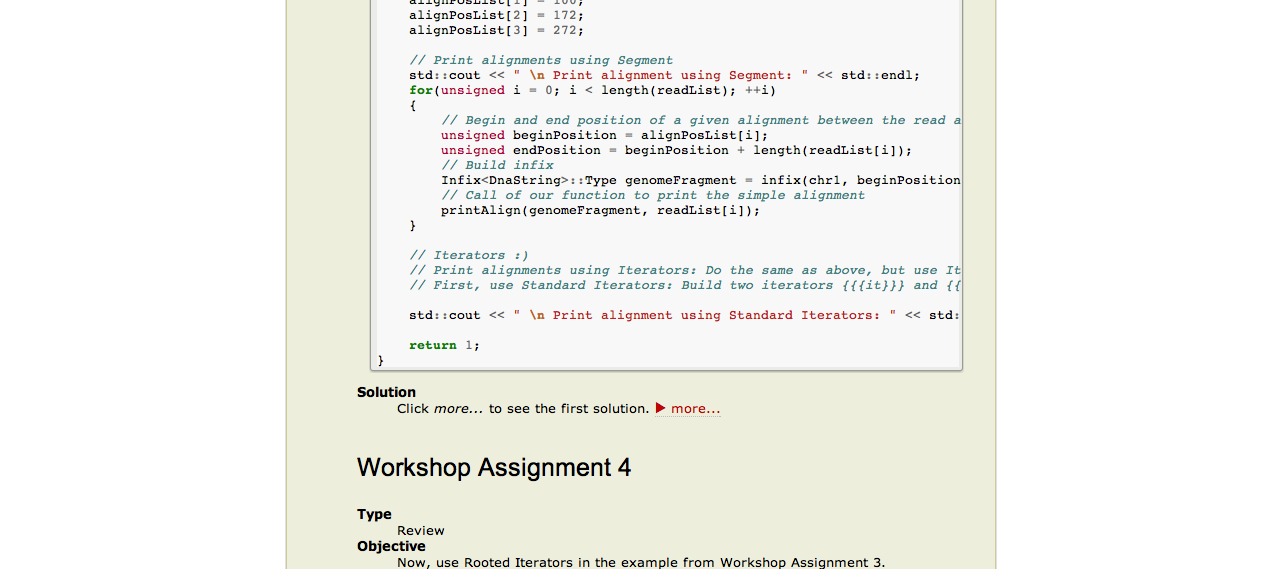 alignPosList[1] = 100;
alignPosList[2] = 172;
alignPosList[3] = 272;
// Print alignments using Segment
std::cout << " \n Print alignment using Segment: " << std::endl;
for(unsigned i = 0; i < length(readList); ++i)
{
// Begin and end position of a given alignment between the read a
unsigned beginPosition = alignPosList[i];
unsigned endPosition = beginPosition + length(readList[i]);
// Build infix
Infix<DnaString>::Type genomeFragment = infix(chr1, beginPosition
// Call of our function to print the simple alignment
printAlign(genomeFragment, readList[i]);
}
// Iterators :)
// Print alignments using Iterators: Do the same as above, but use It
// First, use Standard Iterators: Build two iterators {{{it}}} and {{
std::cout << " \n Print alignment using Standard Iterators: " << std:
return 1;
}
Solution
Click more... to see the first solution. ▶ more...
Workshop Assignment 4
Type
Review
Objective
Now, use Rooted Iterators in the example from Workshop Assignment 3.